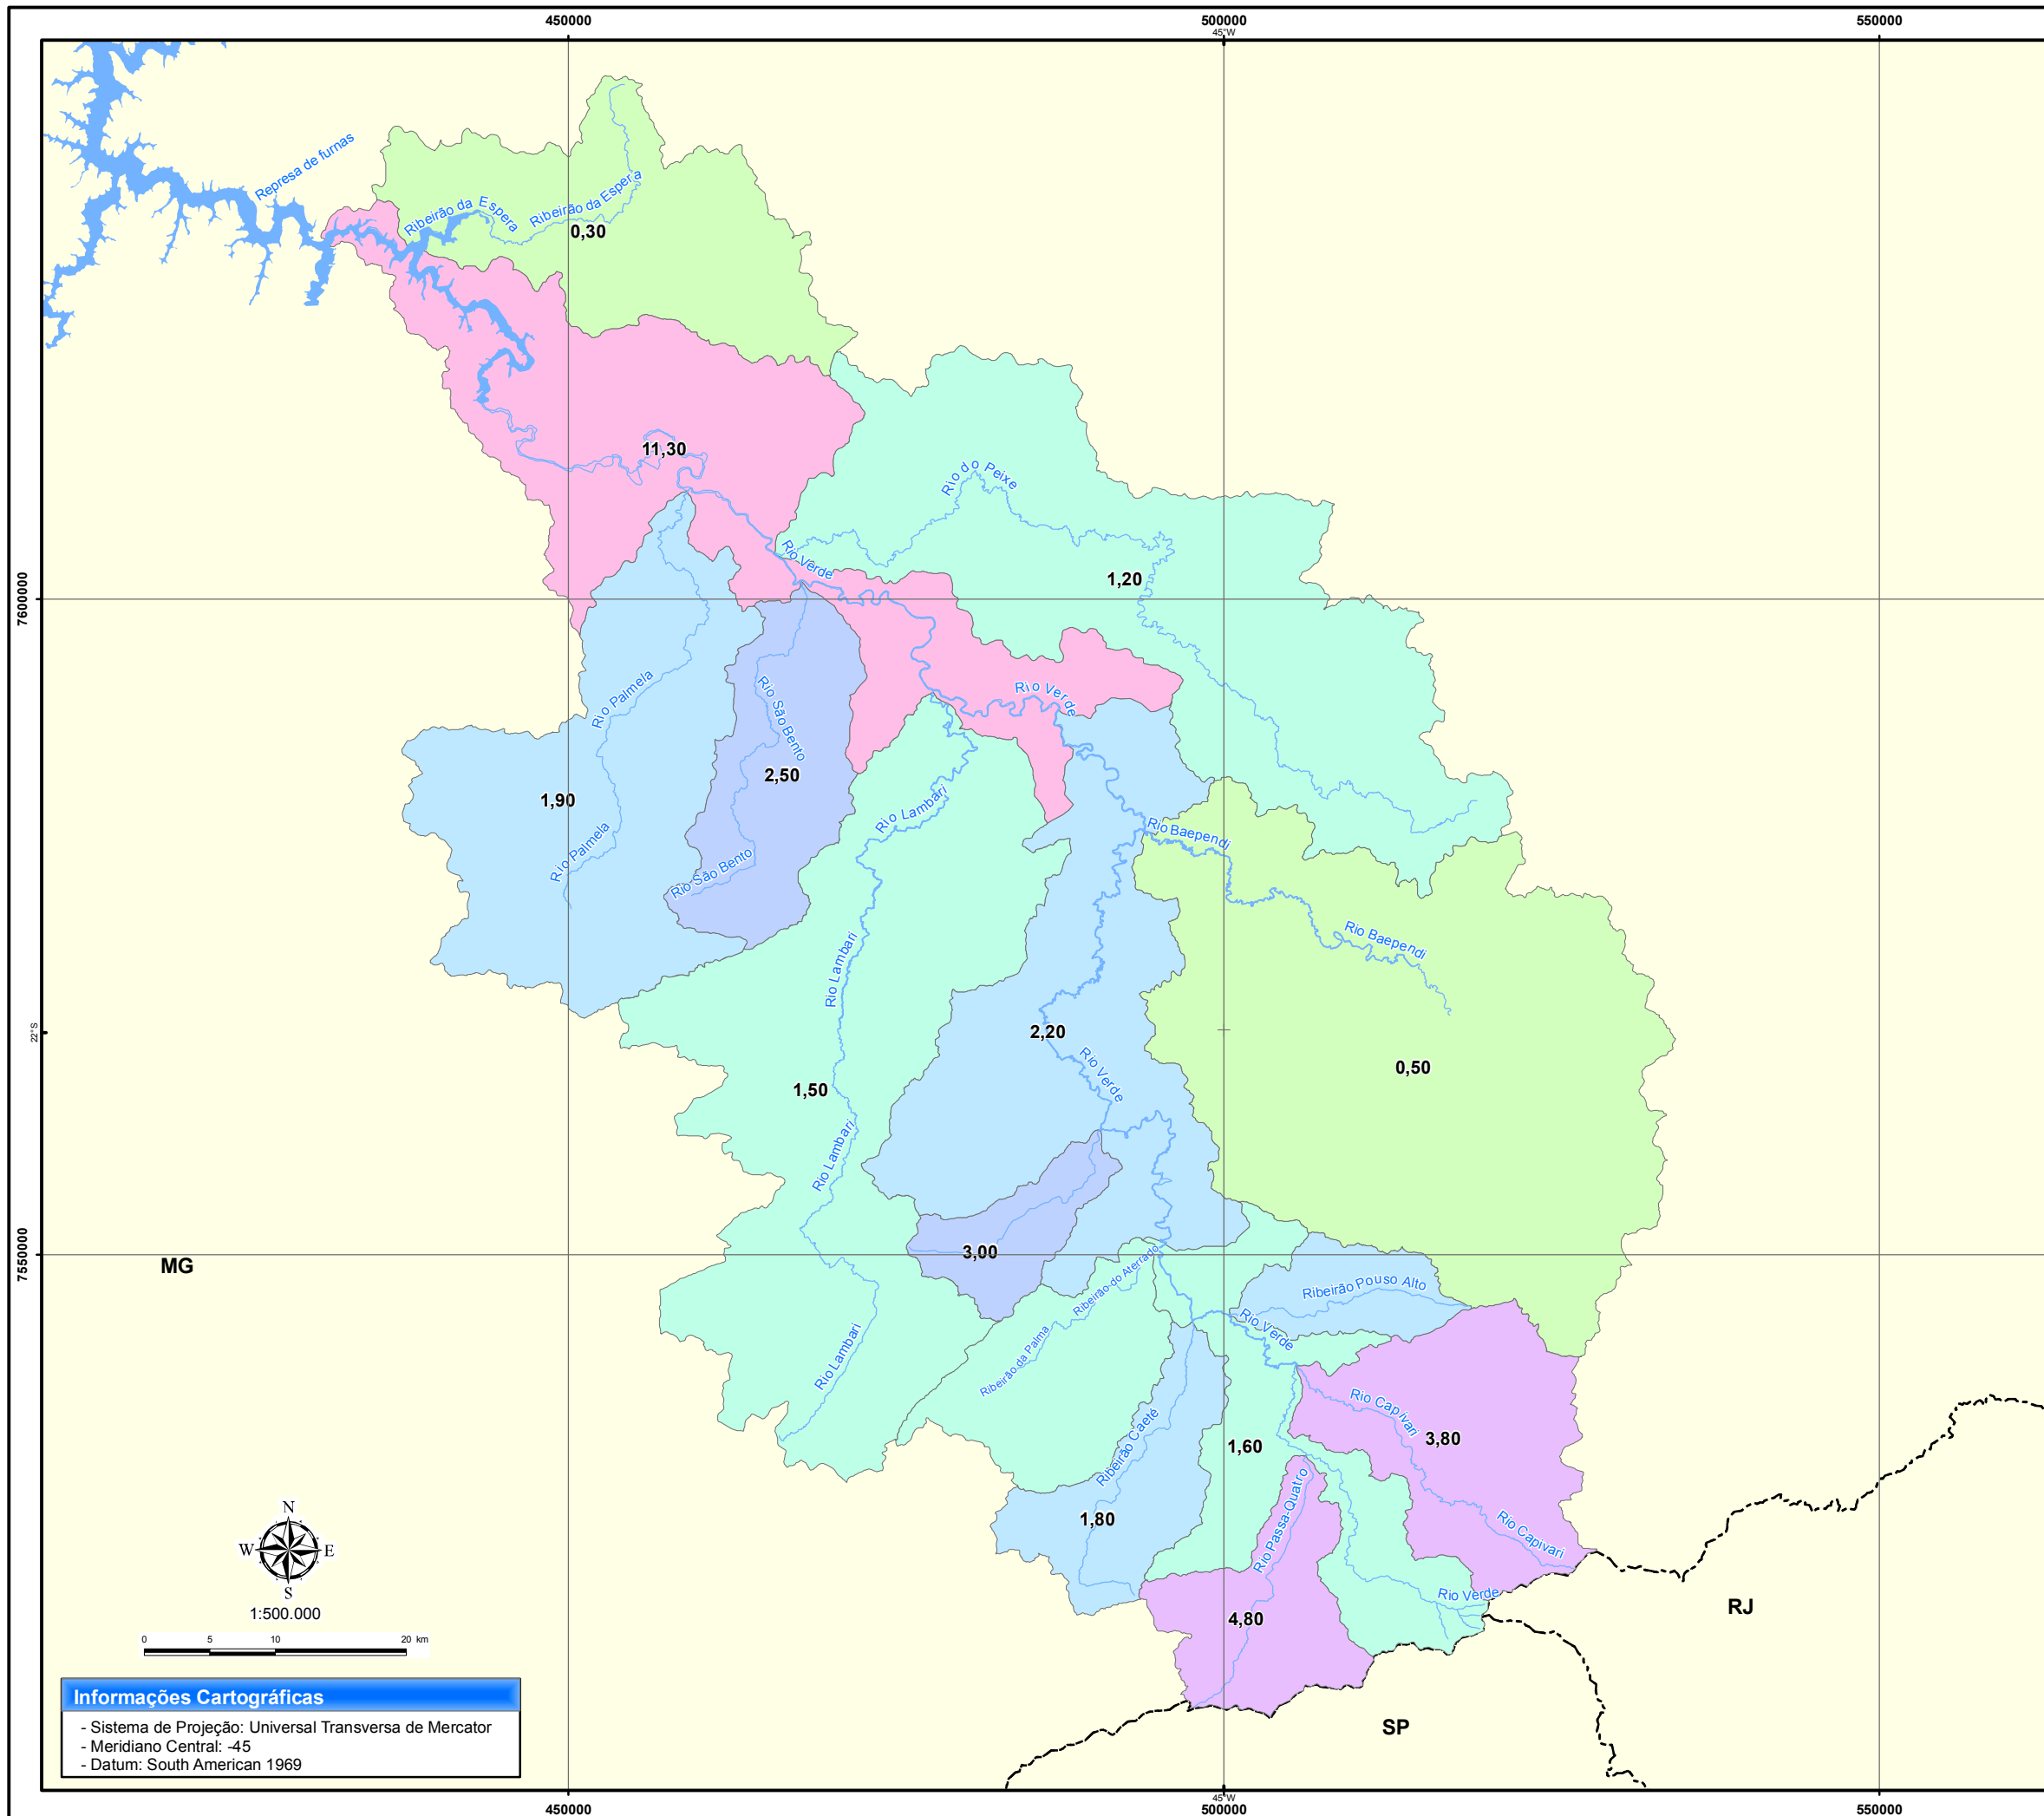 450000
500000
550000
45°W
Represa de furnas
Ribeirão da Espera
Ribeirão da Espera
0,30
11,30
Rio do Peixe
Rio Verde
1,20
7600000
Rio Palmela
Rio São Bento
Rio Verde
2,50
1,90
Rio Lambari
Rio Baependi
Rio Palmela
Rio São Bento
Rio Baependi
Rio Lambari
22°S
2,20
Rio Verde
0,50
1,50
Rio Lambari
3,00
7550000
MG
Ribeirão do Aterrado
Ribeirão Pouso Alto
Rio Verde
Ribeirão da Palma
Rio Lambari
Rio Capivari
3,80
Ribeirão Caeté
1,60
Rio Passa-Quatro
1,80
Rio Capivari
Rio Verde
4,80
RJ
SP
N
W
E
S
1:500.000
0 5 10 20 km
Informações Cartográficas
- Sistema de Projeção: Universal Transversa de Mercator
- Meridiano Central: -45
- Datum: South American 1969
45°W
450000
500000
550000